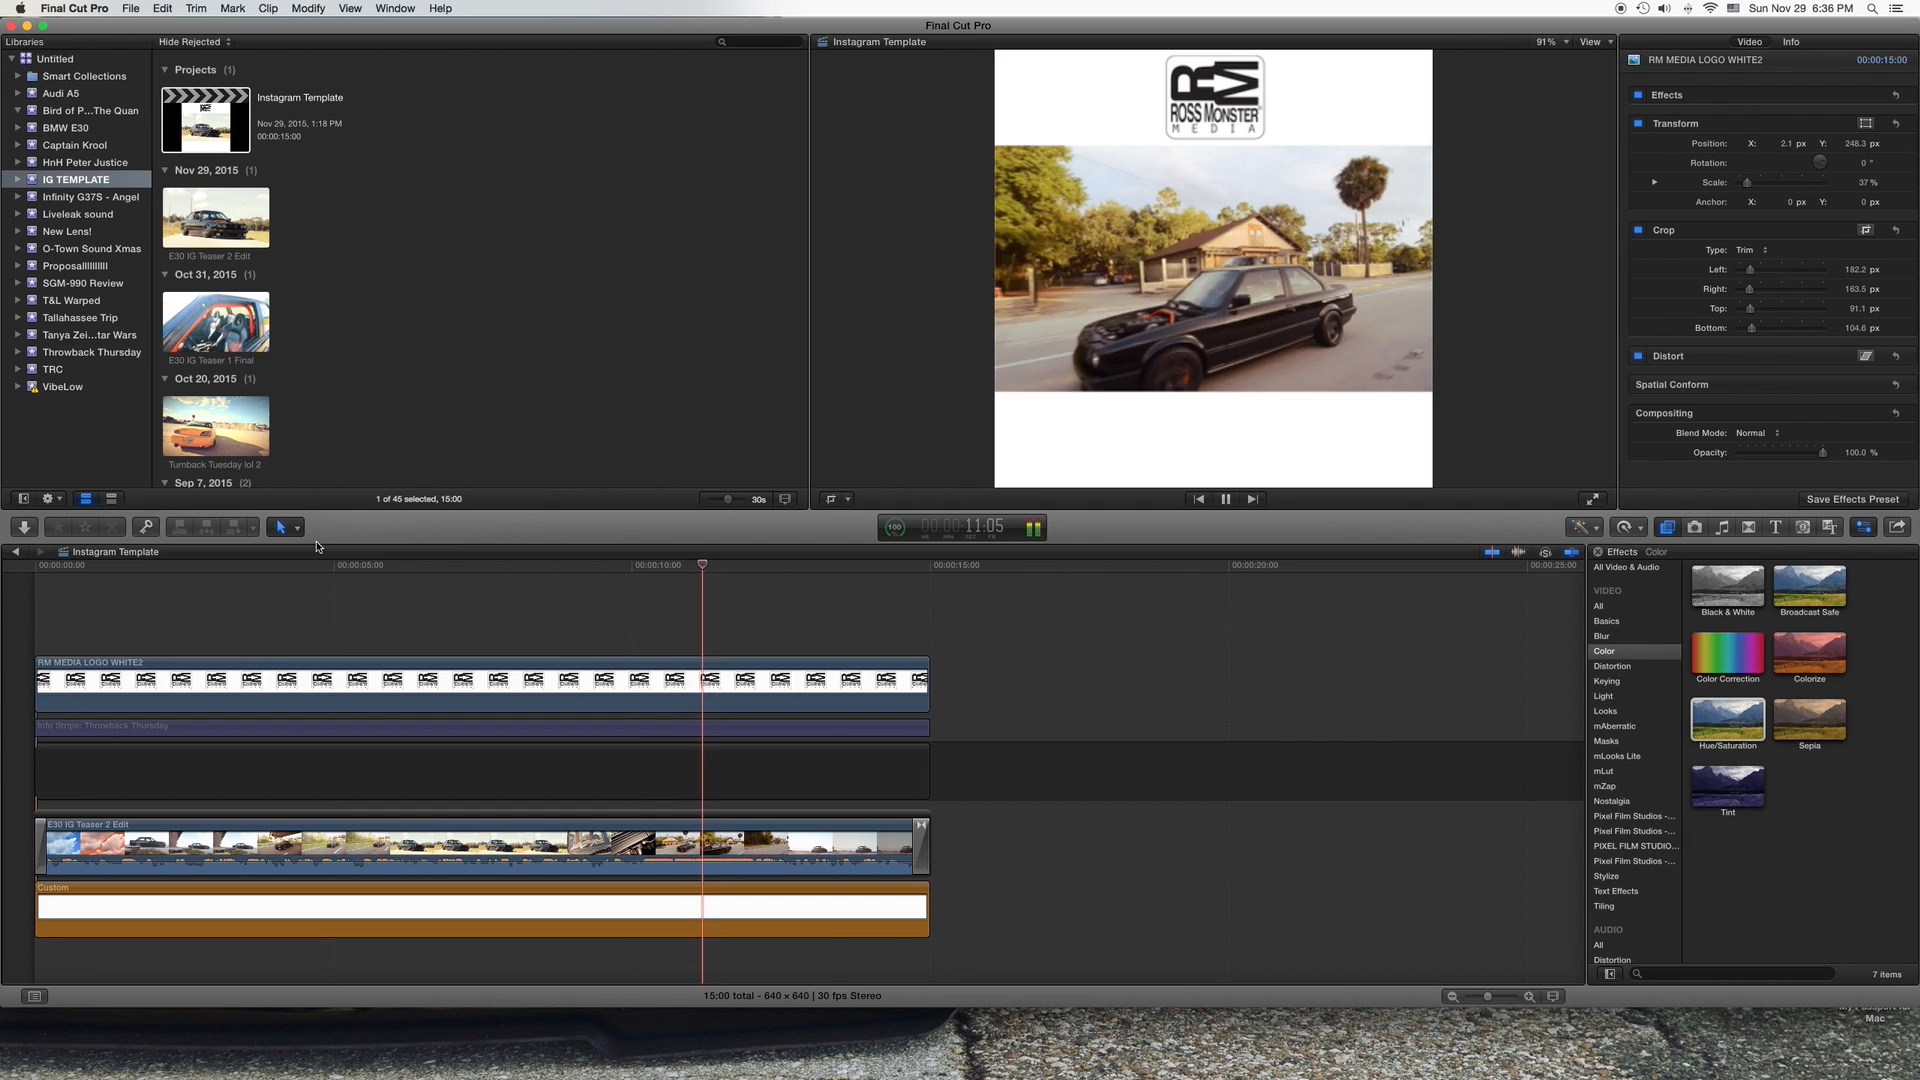 Final Cut Pro File Edit Trim Mark Clip Modify View Window Help
Sun Nov 29 6:36 PM
Final Cut Pro
Libraries
Untitled
Smart Collections
Audi A5
Bird of P...The Quan
BMW E30
Captain Krool
HnH Peter Justice
IG TEMPLATE
Infinity G37S - Angel
Liveleak sound
New Lens!
O-Town Sound Xmas
Proposallllllllll
SGM-990 Review
T&L Warped
Tallahassee Trip
Tanya Zei...tar Wars
Throwback Thursday
TRC
VibeLow
Hide Rejected
Projects (1)
Instagram Template
Nov 29, 2015, 1:18 PM
00:00:15:00
Nov 29, 2015 (1)
E30 IG Teaser 2 Edit
Oct 31, 2015 (1)
E30 IG Teaser 1 Final
Oct 20, 2015 (1)
Turnback Tuesday lol 2
Sep 7, 2015 (2)
1 of 45 selected, 15:00
30s
Instagram Template
91%
View
RM
ROSS MONSTER
MEDIA
Video Info
RM MEDIA LOGO WHITE2 00:00:15:00
Effects
Transform
Position: X: 2.1 px Y: 248.3 px
Rotation: 0 °
Scale: 37 %
Anchor: X: 0 px Y: 0 px
Crop
Type: Trim
Left: 182.2 px
Right: 163.5 px
Top: 91.1 px
Bottom: 104.6 px
Distort
Spatial Conform
Compositing
Blend Mode: Normal
Opacity: 100.0 %
Save Effects Preset
100 00:00:11:05
HR MIN SEC FR
Instagram Template
00:00:00:00 00:00:05:00 00:00:10:00 00:00:15:00 00:00:20:00 00:00:25:00
RM MEDIA LOGO WHITE2
Info Stripe: Throwback Thursday
E30 IG Teaser 2 Edit
Custom
15:00 total - 640 × 640 | 30 fps Stereo
Effects Color
All Video & Audio
VIDEO
All
Basics
Blur
Color
Distortion
Keying
Light
Looks
mAberratic
Masks
mLooks Lite
mLut
mZap
Nostalgia
Pixel Film Studios -...
Pixel Film Studios -...
PIXEL FILM STUDIO...
Pixel Film Studios -...
Stylize
Text Effects
Tiling
AUDIO
All
Distortion
Black & White
Broadcast Safe
Color Correction
Colorize
Hue/Saturation
Sepia
Tint
7 items
Mac